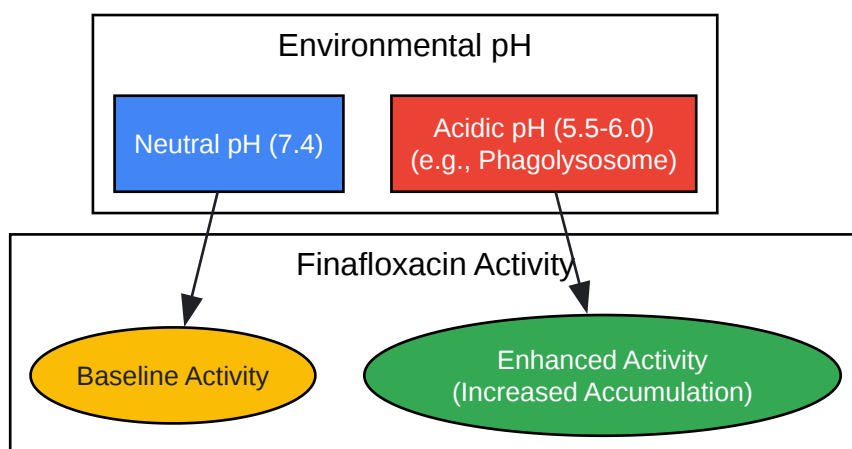 Environmental pH
Neutral pH (7.4)
Acidic pH (5.5-6.0)
(e.g., Phagolysosome)
Finafloxacin Activity
Baseline Activity
Enhanced Activity
(Increased Accumulation)